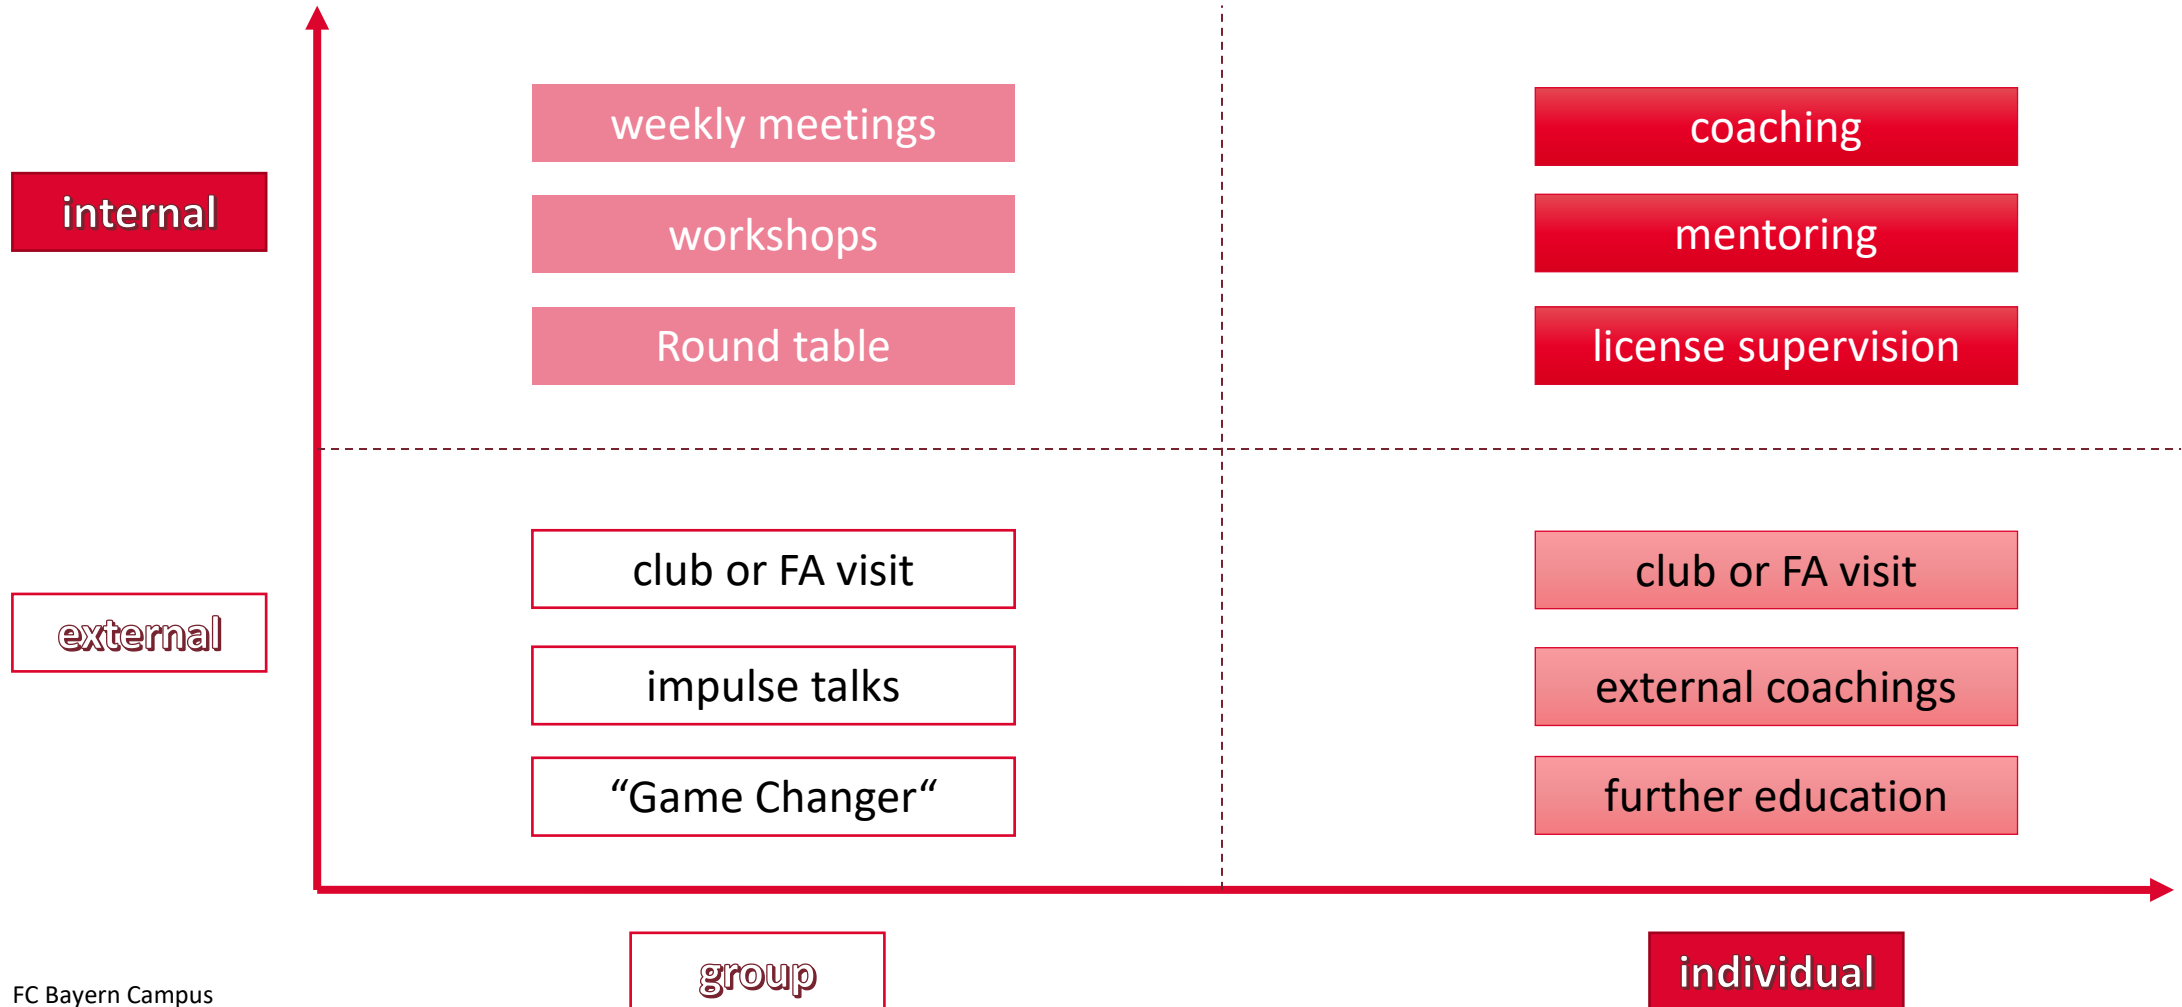 weekly meetings
coaching
internal
workshops
mentoring
Round table
license supervision
club or FA visit
club or FA visit
external
impulse talks
external coachings
“Game Changer“
further education
group
individual
FC Bayern Campus